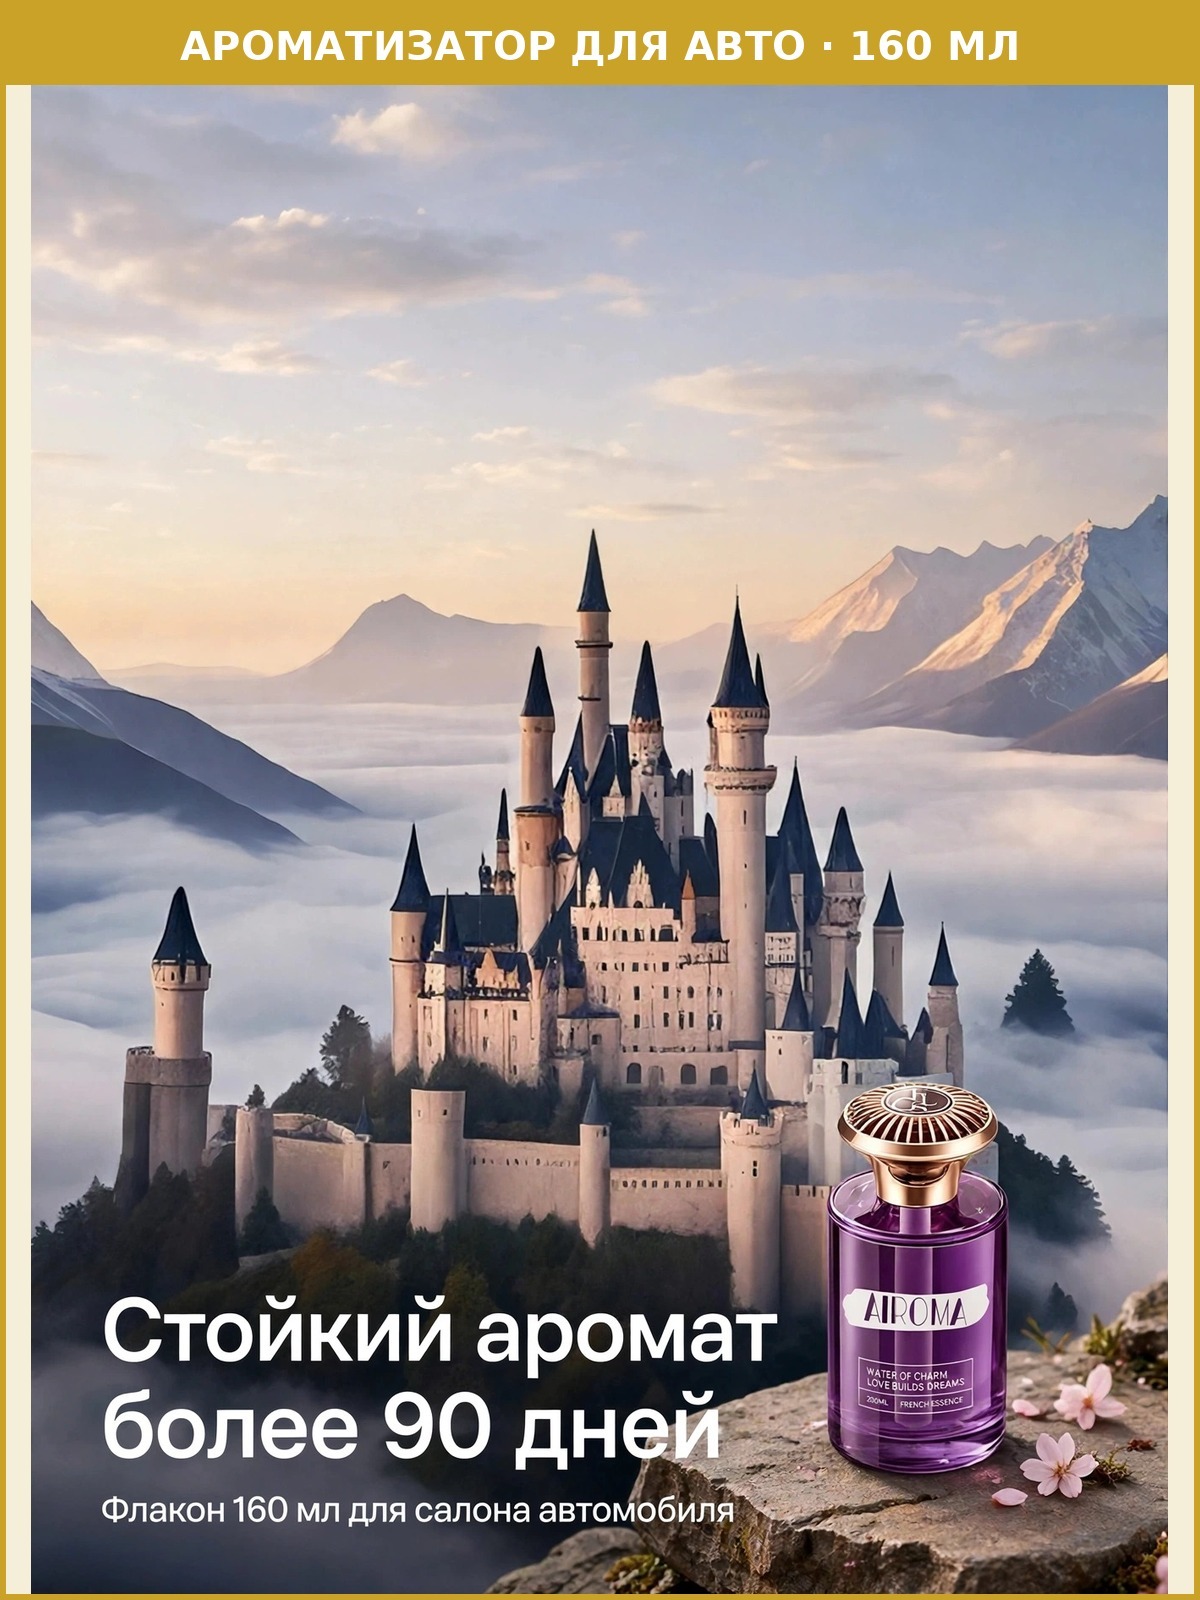 АРОМАТИЗАТОР ДЛЯ АВТО · 160 МЛ
AIROMA
WATER OF CHARM
LOVE BUILDS DREAMS
200ML FRENCH ESSENCE
Стойкий аромат
более 90 дней
Флакон 160 мл для салона автомобиля